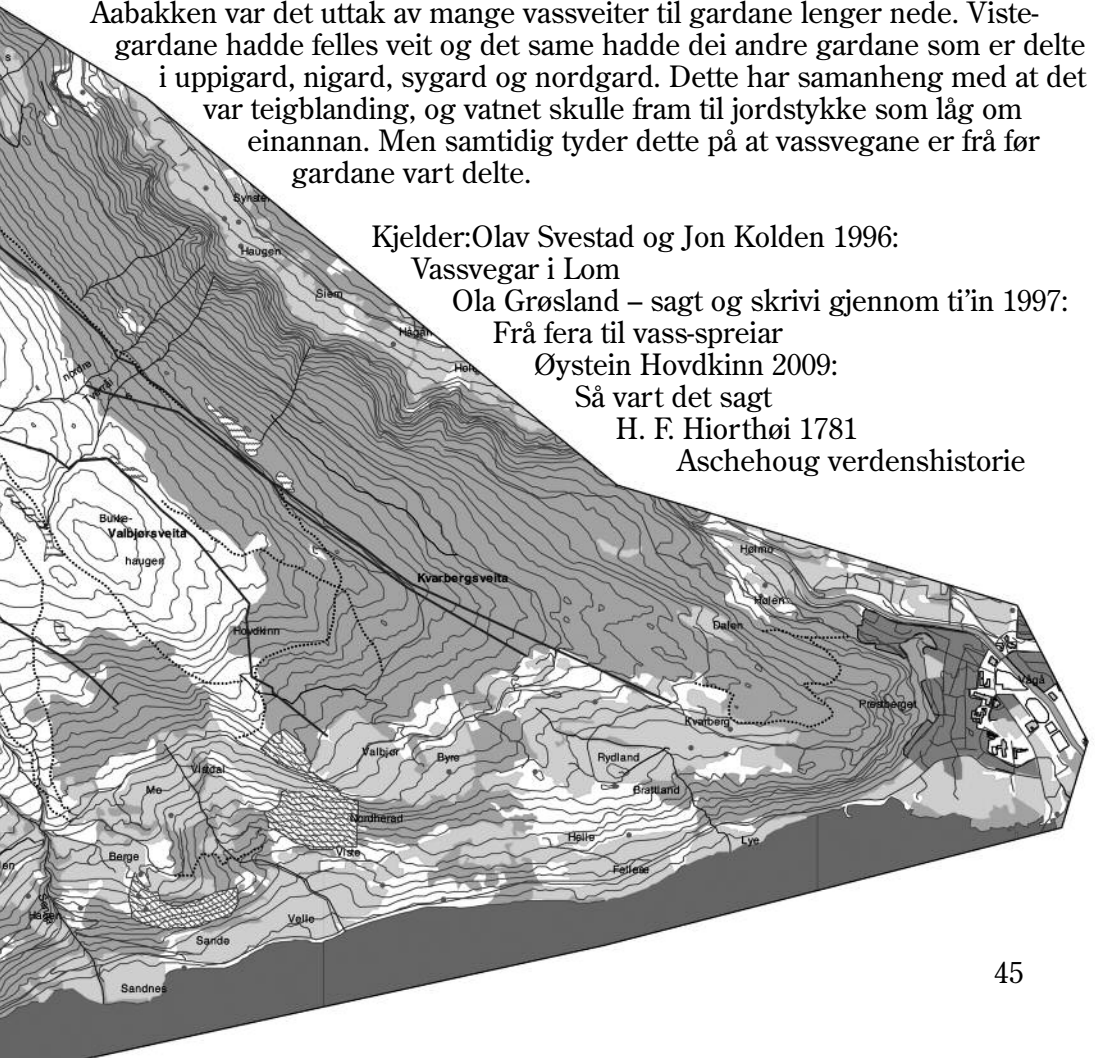 Aabakken var det uttak av mange vassveiter til gardane lenger nede. Viste-
gardane hadde felles veit og det same hadde dei andre gardane som er delte
i uppigard, nigard, sygard og nordgard. Dette har samanheng med at det
var teigblanding, og vatnet skulle fram til jordstykke som låg om
einannan. Men samtidig tyder dette på at vassvegane er frå før
gardane vart delte.
Kjelder:Olav Svestad og Jon Kolden 1996:
Vassvegar i Lom
Ola Grøsland – sagt og skrivi gjennom ti’in 1997:
Frå fera til vass-spreiar
Øystein Hovdkinn 2009:
Så vart det sagt
H. F. Hiorthøi 1781
Aschehoug verdenshistorie
Haugen
Siem
nordre
Bukke-
Valbjørsveita
haugen
Kvarbergsveita
Hovdkinn
Hølmo
Hølen
Dalen
Vågå
Prestberget
Kvarberg
Valbjør
Byre
Rydland
Brattland
Vistdal
Mo
Nordherad
Helle
Lye
Viste
Berge
Hagen
Velle
Sande
Sandnes
45